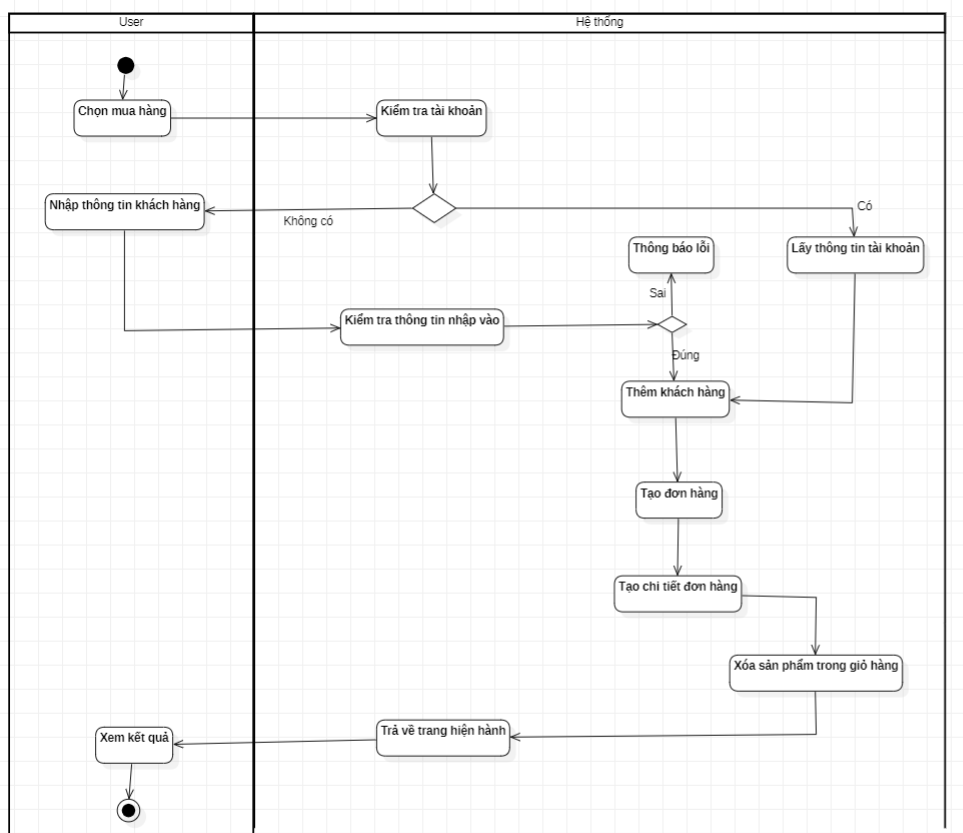 User
Hệ thống
Chọn mua hàng
Kiểm tra tài khoản
Nhập thông tin khách hàng
Không có
Có
Thông báo lỗi
Lấy thông tin tài khoản
Sai
Kiểm tra thông tin nhập vào
Đúng
Thêm khách hàng
Tạo đơn hàng
Tạo chi tiết đơn hàng
Xóa sản phẩm trong giỏ hàng
Trả về trang hiện hành
Xem kết quả